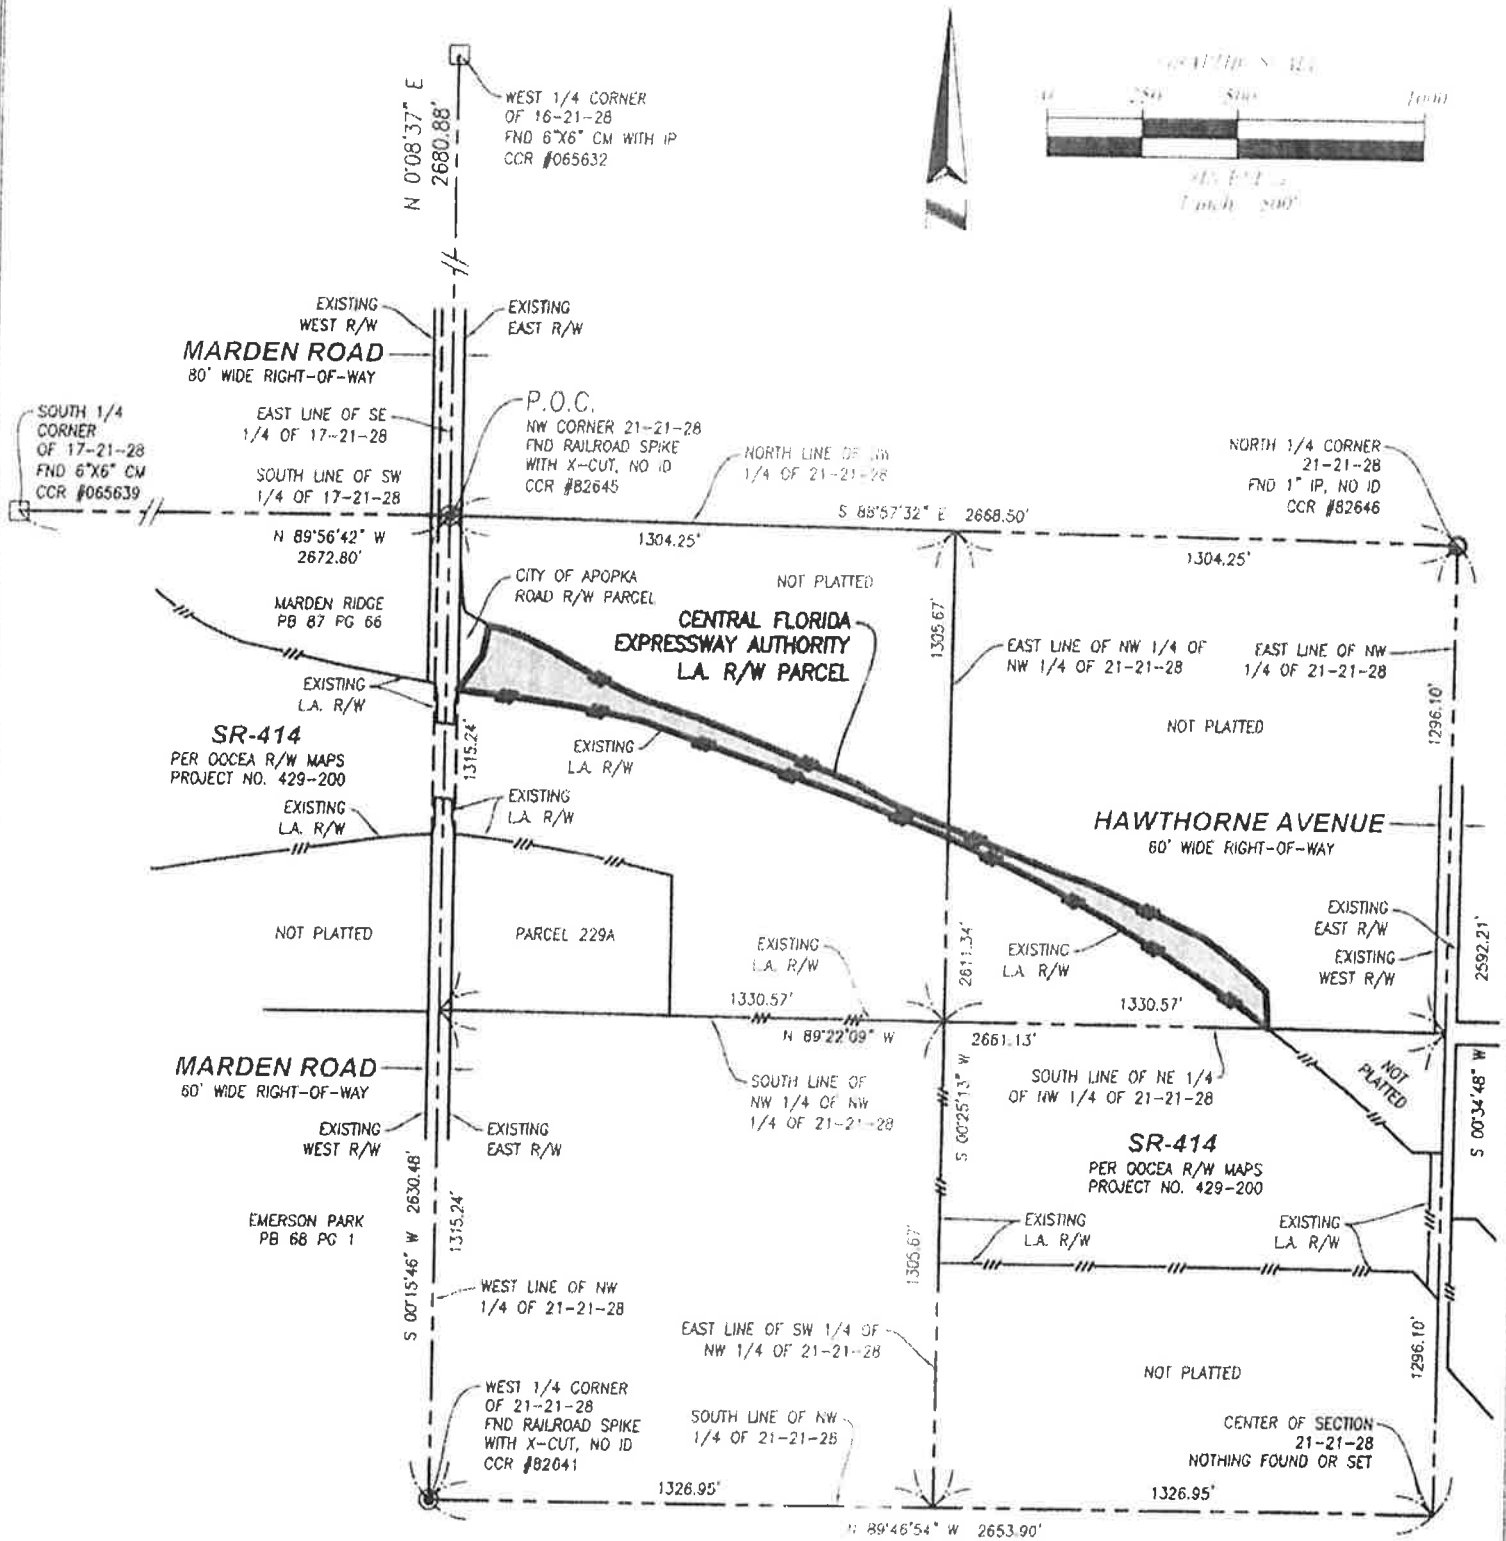 N 0°08'37" E
2680.88'
WEST 1/4 CORNER
OF 16-21-28
FND 6"X6" CM WITH IP
CCR #065632
0 250 500 1000
EXISTING
WEST R/W
EXISTING
EAST R/W
MARDEN ROAD
80' WIDE RIGHT-OF-WAY
SOUTH 1/4
CORNER
OF 17-21-28
FND 6"X6" CM
CCR #065639
EAST LINE OF SE
1/4 OF 17-21-28
SOUTH LINE OF SW
1/4 OF 17-21-28
P.O.C.
NW CORNER 21-21-28
FND RAILROAD SPIKE
WITH X-CUT, NO ID
CCR #82645
NORTH LINE OF NW
1/4 OF 21-21-28
NORTH 1/4 CORNER
21-21-28
FND 1" IP, NO ID
CCR #82646
S 88°57'32" E 2668.50'
N 89°56'42" W
2672.80'
1304.25'
1304.25'
CITY OF APOPKA
ROAD R/W PARCEL
NOT PLATTED
MARDEN RIDGE
PB 87 PG 66
CENTRAL FLORIDA
EXPRESSWAY AUTHORITY
L.A. R/W PARCEL
1305.67'
EAST LINE OF NW 1/4 OF
NW 1/4 OF 21-21-28
EAST LINE OF NW
1/4 OF 21-21-28
EXISTING
L.A. R/W
1296.10'
NOT PLATTED
SR-414
PER OOCEA R/W MAPS
PROJECT NO. 429-200
1315.24'
EXISTING
L.A. R/W
EXISTING
L.A. R/W
EXISTING
L.A. R/W
HAWTHORNE AVENUE
60' WIDE RIGHT-OF-WAY
NOT PLATTED
PARCEL 229A
EXISTING
L.A. R/W
EXISTING
L.A. R/W
EXISTING
EAST R/W
EXISTING
WEST R/W
2611.34'
2592.21'
1330.57'
1330.57'
N 89°22'09" W
2661.13'
MARDEN ROAD
60' WIDE RIGHT-OF-WAY
SOUTH LINE OF
NW 1/4 OF NW
1/4 OF 21-21-28
S 00°25'13" W
SOUTH LINE OF NE 1/4
OF NW 1/4 OF 21-21-28
NOT
PLATTED
S 00°34'48" W
EXISTING
WEST R/W
EXISTING
EAST R/W
SR-414
PER OOCEA R/W MAPS
PROJECT NO. 429-200
EMERSON PARK
PB 68 PG 1
S 00°15'46" W 2630.48'
1315.24'
1305.67'
EXISTING
L.A. R/W
EXISTING
L.A. R/W
WEST LINE OF NW
1/4 OF 21-21-28
EAST LINE OF SW 1/4 OF
NW 1/4 OF 21-21-28
1296.10'
NOT PLATTED
WEST 1/4 CORNER
OF 21-21-28
FND RAILROAD SPIKE
WITH X-CUT, NO ID
CCR #82641
SOUTH LINE OF NW
1/4 OF 21-21-28
CENTER OF SECTION
21-21-28
NOTHING FOUND OR SET
1326.95'
1326.95'
N 89°46'54" W 2653.90'